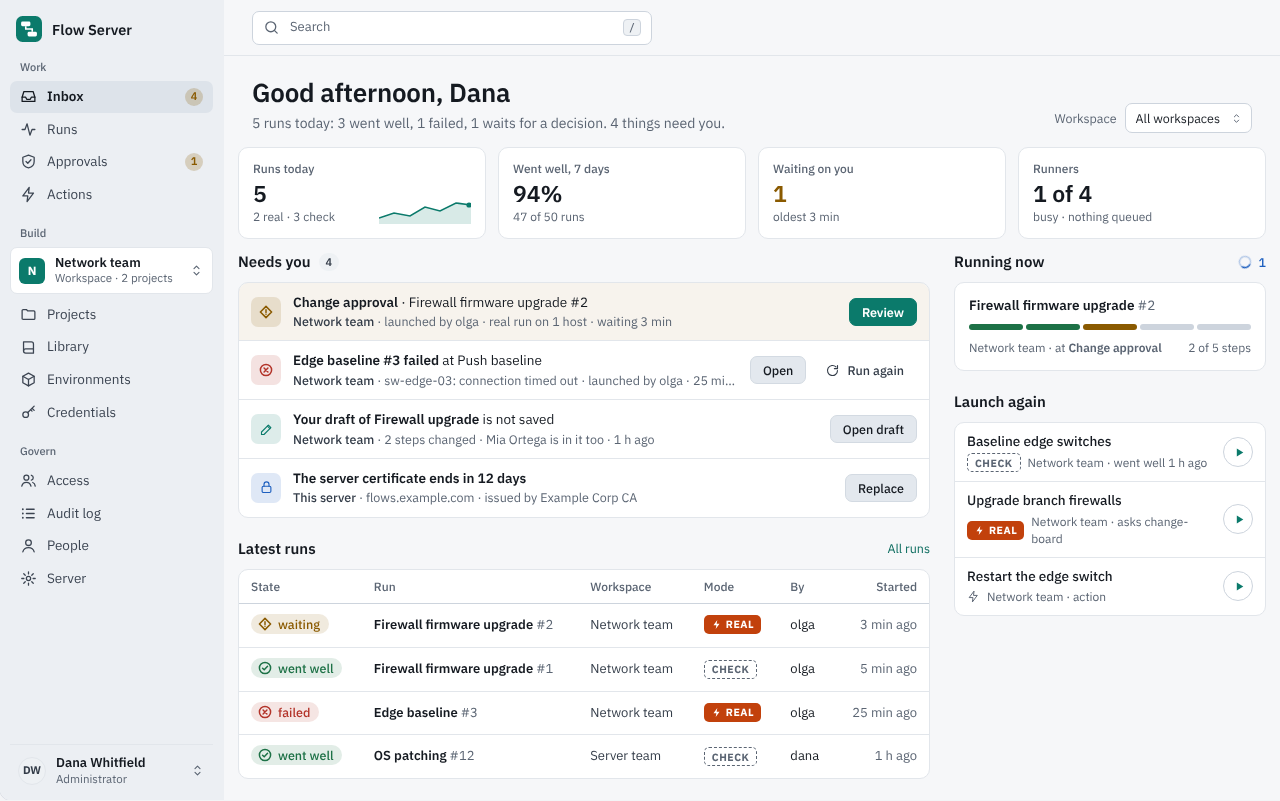 Flow Server
Work
Inbox 4
Runs
Approvals 1
Actions
Build
N Network team
Workspace · 2 projects
Projects
Library
Environments
Credentials
Govern
Access
Audit log
People
Server
DW Dana Whitfield
Administrator
Search /
Good afternoon, Dana
5 runs today: 3 went well, 1 failed, 1 waits for a decision. 4 things need you.
Workspace All workspaces
Runs today
5
2 real · 3 check
Went well, 7 days
94%
47 of 50 runs
Waiting on you
1
oldest 3 min
Runners
1 of 4
busy · nothing queued
Needs you 4
Change approval · Firewall firmware upgrade #2
Network team · launched by olga · real run on 1 host · waiting 3 min
Review
Edge baseline #3 failed at Push baseline
Network team · sw-edge-03: connection timed out · launched by olga · 25 mi…
Open Run again
Your draft of Firewall upgrade is not saved
Network team · 2 steps changed · Mia Ortega is in it too · 1 h ago
Open draft
The server certificate ends in 12 days
This server · flows.example.com · issued by Example Corp CA
Replace
Latest runs All runs
State Run Workspace Mode By Started
waiting Firewall firmware upgrade #2 Network team REAL olga 3 min ago
went well Firewall firmware upgrade #1 Network team CHECK olga 5 min ago
failed Edge baseline #3 Network team REAL olga 25 min ago
went well OS patching #12 Server team CHECK dana 1 h ago
Running now 1
Firewall firmware upgrade #2
Network team · at Change approval 2 of 5 steps
Launch again
Baseline edge switches
CHECK Network team · went well 1 h ago
Upgrade branch firewalls
REAL Network team · asks change-
board
Restart the edge switch
Network team · action